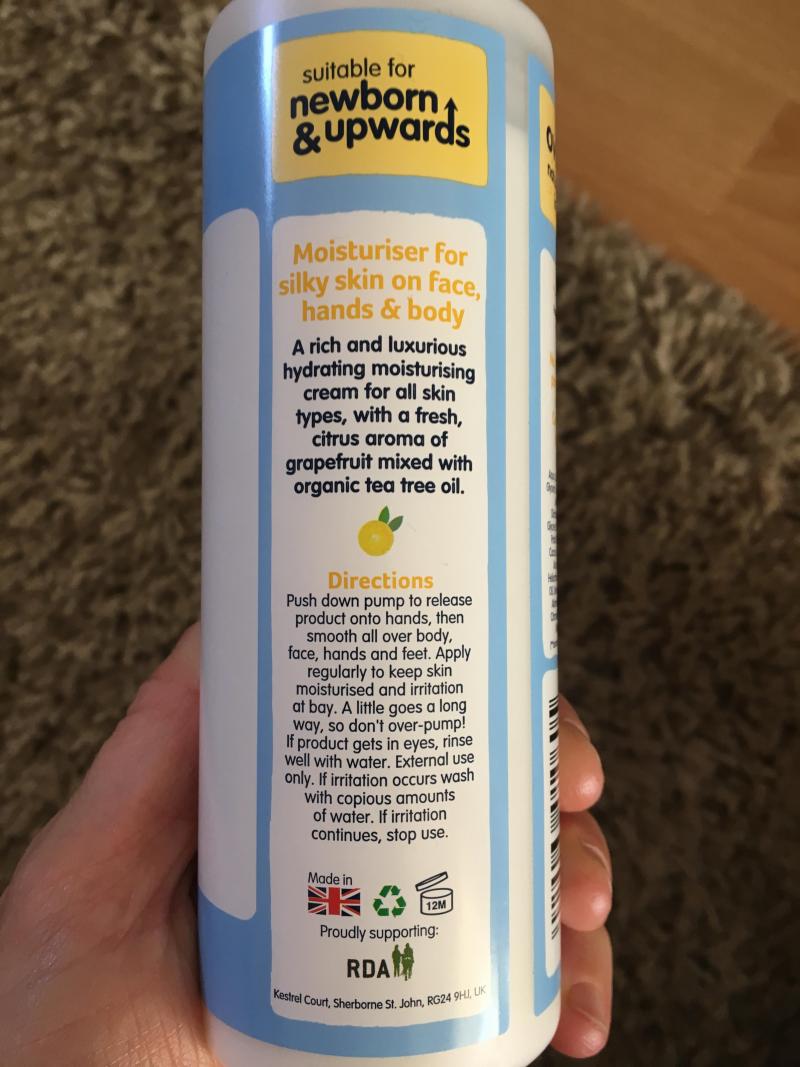 suitable for
newborn
& upwards
Moisturiser for
silky skin on face,
hands & body
A rich and luxurious
hydrating moisturising
cream for all skin
types, with a fresh,
citrus aroma of
grapefruit mixed with
organic tea tree oil.
Directions
Push down pump to release
product onto hands, then
smooth all over body,
face, hands and feet. Apply
regularly to keep skin
moisturised and irritation
at bay. A little goes a long
way, so don't over-pump!
If product gets in eyes, rinse
well with water. External use
only. If irritation occurs wash
with copious amounts
of water. If irritation
continues, stop use.
Made in
12M
Proudly supporting:
RDA
Kestrel Court, Sherborne St. John, RG24 9HJ, UK